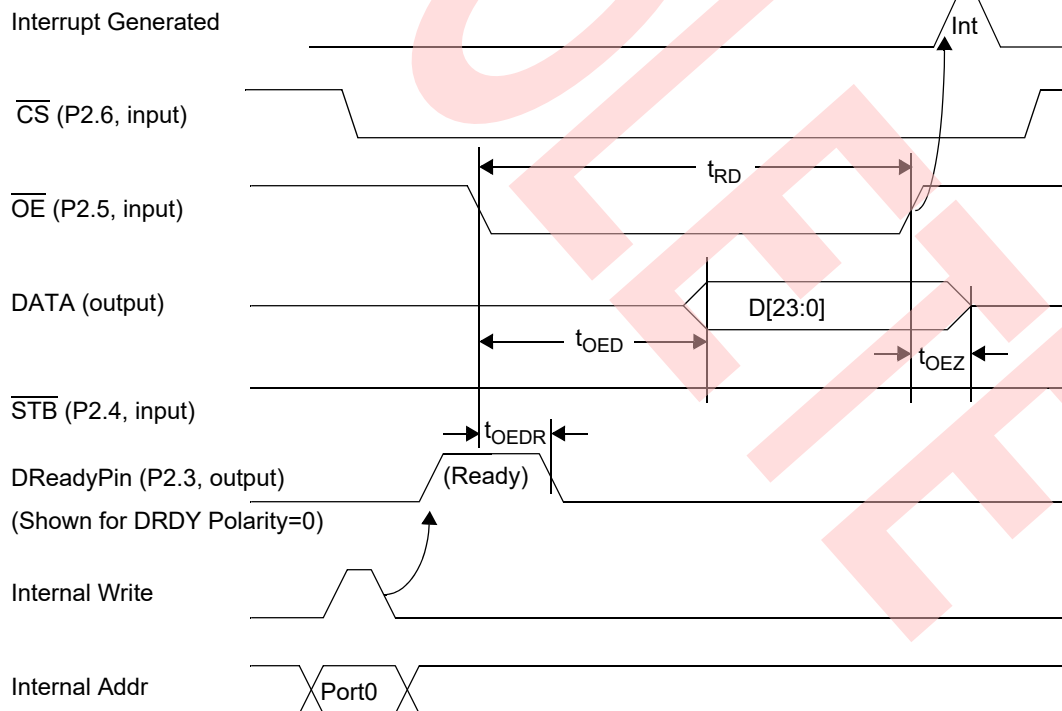 Interrupt Generated
Int
CS (P2.6, input)
tRD
OE (P2.5, input)
DATA (output)
D[23:0]
tOED
tOEZ
STB (P2.4, input)
tOEDR
DReadyPin (P2.3, output)
(Ready)
(Shown for DRDY Polarity=0)
Internal Write
Internal Addr
Port0